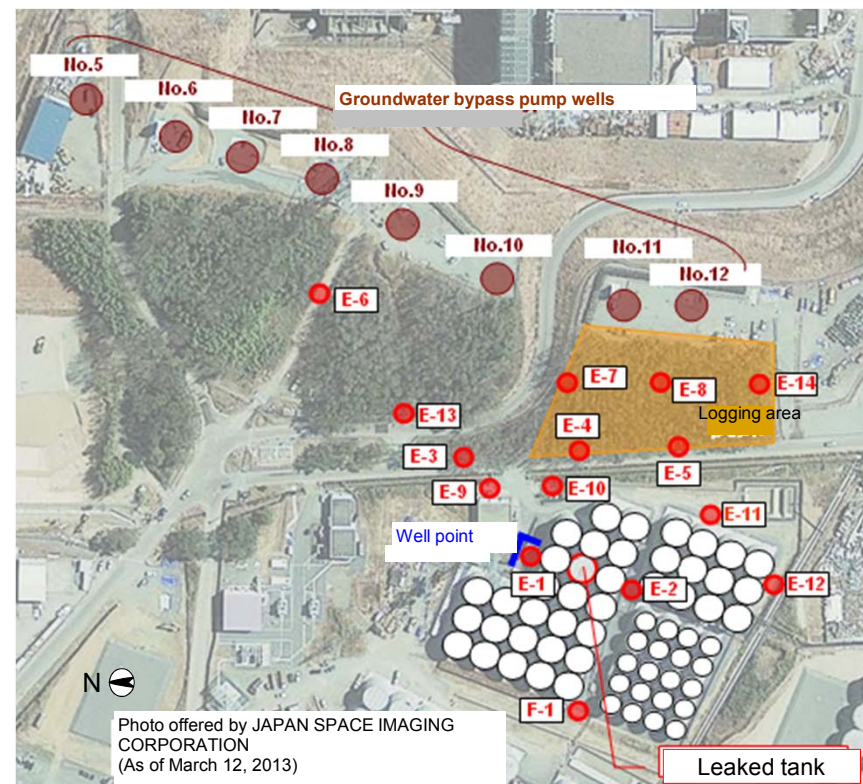 No.5
No.6
No.7
Groundwater bypass pump wells
No.8
No.9
No.10
No.11
No.12
E-6
E-7
E-8
E-14
Logging area
E-13
E-4
E-3
E-5
E-9
E-10
E-11
Well point
E-1
E-2
E-12
N
F-1
Photo offered by JAPAN SPACE IMAGING
CORPORATION
(As of March 12, 2013)
Leaked tank